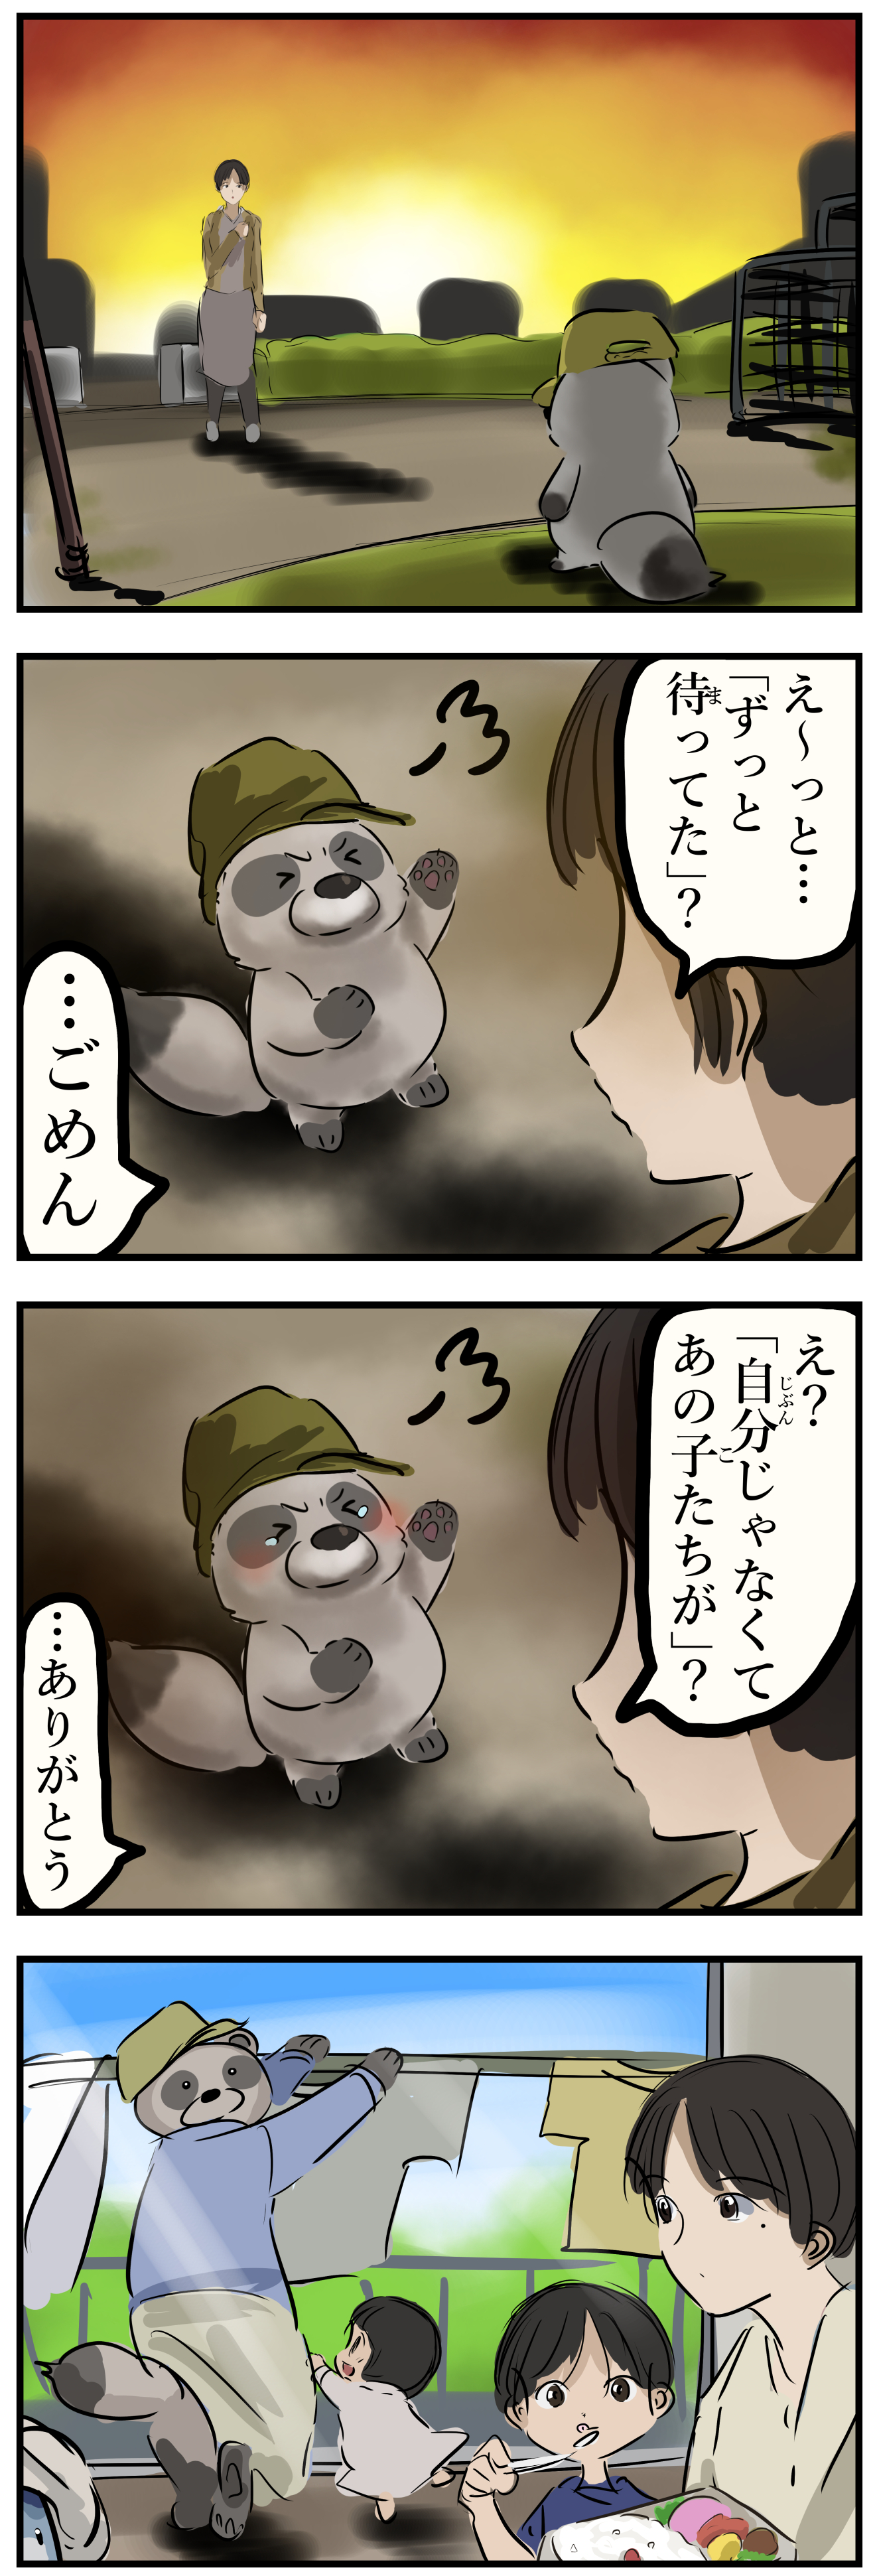 え〜っと…
「ずっと
待ってた」?
…ごめん
え?
「自分じゃなくて
あの子たちが」?
…ありがとう